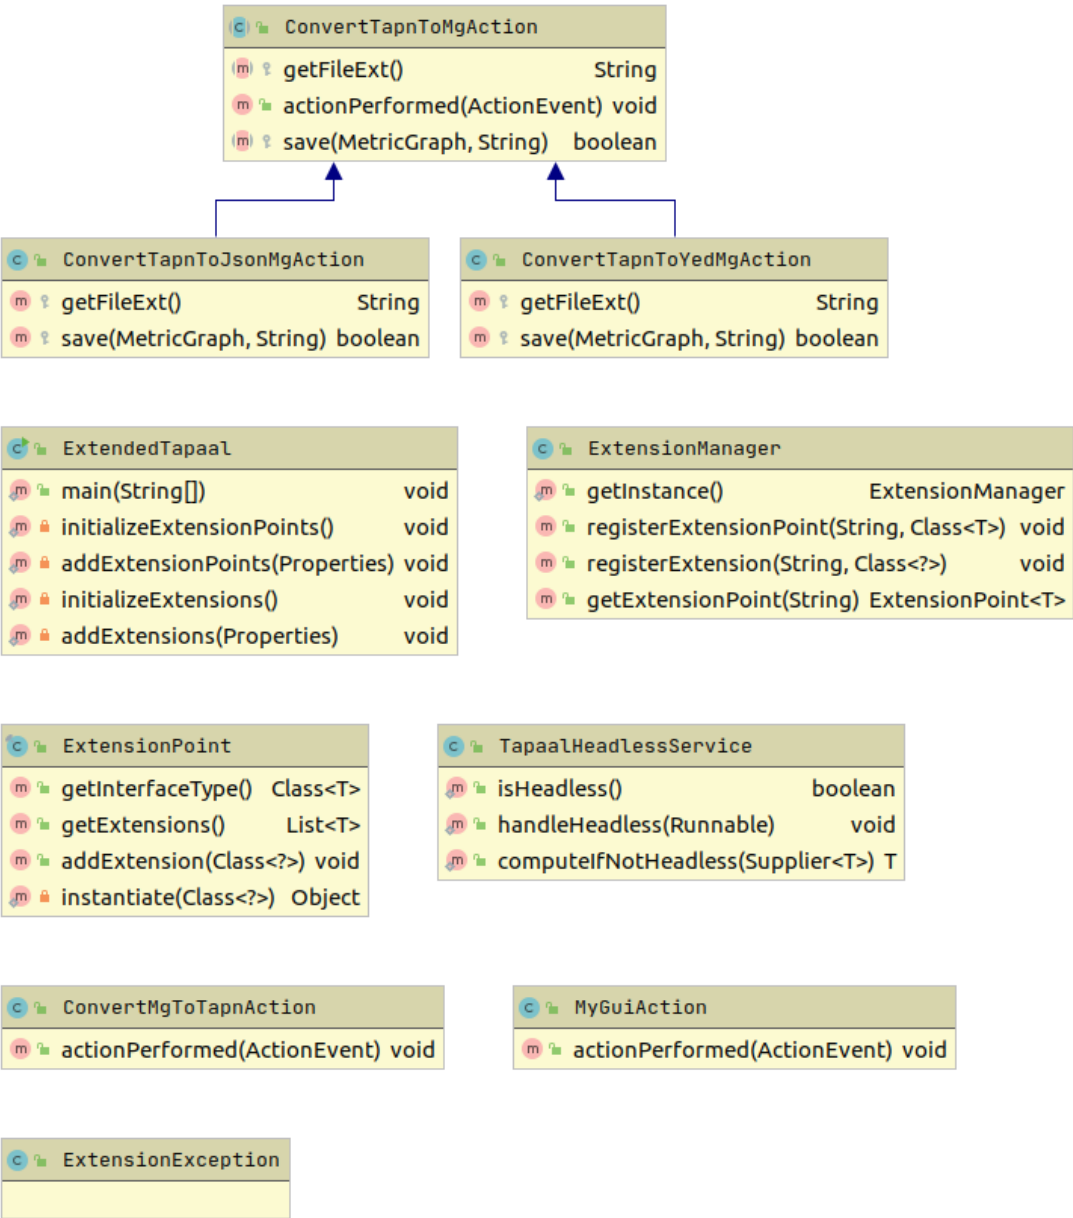 ConvertTapnToMgAction
getFileExt() String
actionPerformed(ActionEvent) void
save(MetricGraph, String) boolean
ConvertTapnToJsonMgAction
getFileExt() String
save(MetricGraph, String) boolean
ConvertTapnToYedMgAction
getFileExt() String
save(MetricGraph, String) boolean
ExtendedTapaal
main(String[]) void
initializeExtensionPoints() void
addExtensionPoints(Properties) void
initializeExtensions() void
addExtensions(Properties) void
ExtensionManager
getInstance() ExtensionManager
registerExtensionPoint(String, Class<T>) void
registerExtension(String, Class<?>) void
getExtensionPoint(String) ExtensionPoint<T>
ExtensionPoint
getInterfaceType() Class<T>
getExtensions() List<T>
addExtension(Class<?>) void
instantiate(Class<?>) Object
TapaalHeadlessService
isHeadless() boolean
handleHeadless(Runnable) void
computeIfNotHeadless(Supplier<T>) T
ConvertMgToTapnAction
actionPerformed(ActionEvent) void
MyGuiAction
actionPerformed(ActionEvent) void
ExtensionException